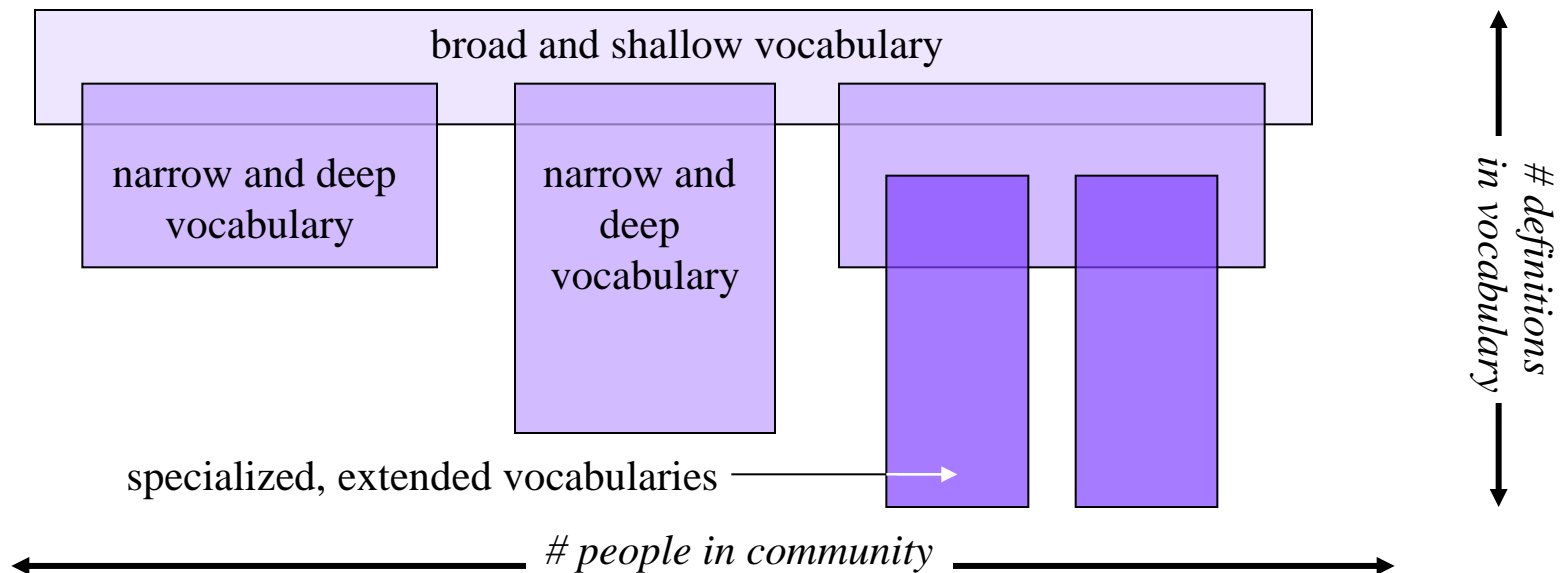 broad and shallow vocabulary
narrow and deep
vocabulary
narrow and
deep
vocabulary
# definitions
in vocabulary
specialized, extended vocabularies
# people in community